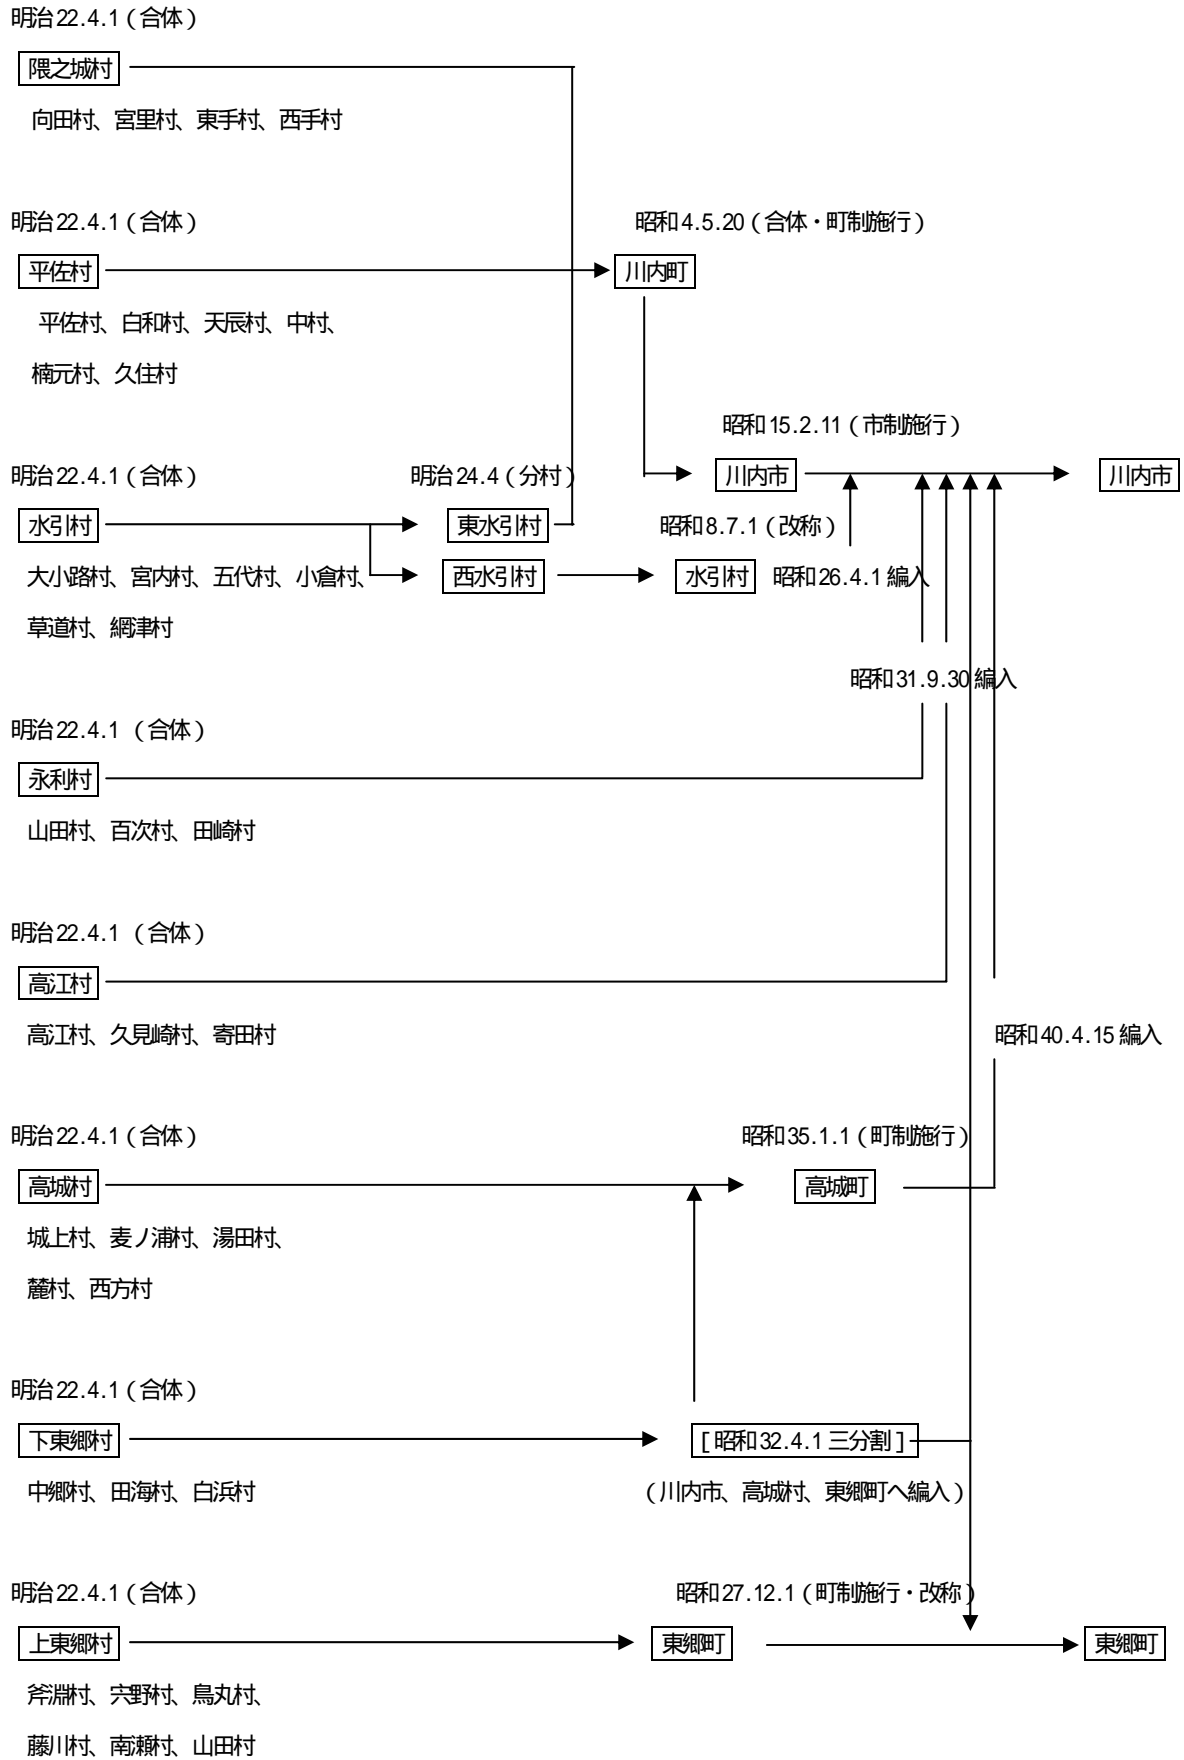 明治22.4.1(合体)
隈之城村
向田村、宮里村、東手村、西手村
明治22.4.1(合体)
昭和4.5.20(合体・町制施行)
平佐村
川内町
平佐村、白和村、天辰村、中村、
楠元村、久住村
昭和15.2.11(市制施行)
明治22.4.1(合体)
明治24.4(分村)
川内市
川内市
水引村
東水引村
昭和8.7.1(改称)
大小路村、宮内村、五代村、小倉村、
西水引村
水引村
昭和26.4.1編入
草道村、網津村
昭和31.9.30編入
明治22.4.1 (合体)
永利村
山田村、百次村、田崎村
明治22.4.1 (合体)
高江村
高江村、久見崎村、寄田村
昭和40.4.15編入
明治22.4.1(合体)
昭和35.1.1(町制施行)
高城村
高城町
城上村、麦ノ浦村、湯田村、
麓村、西方村
明治22.4.1(合体)
下東郷村
[昭和32.4.1三分割]
中郷村、田海村、白浜村
(川内市、高城村、東郷町へ編入)
明治22.4.1(合体)
昭和27.12.1(町制施行・改称)
上東郷村
東郷町
東郷町
斧淵村、宍野村、鳥丸村、
藤川村、南瀬村、山田村